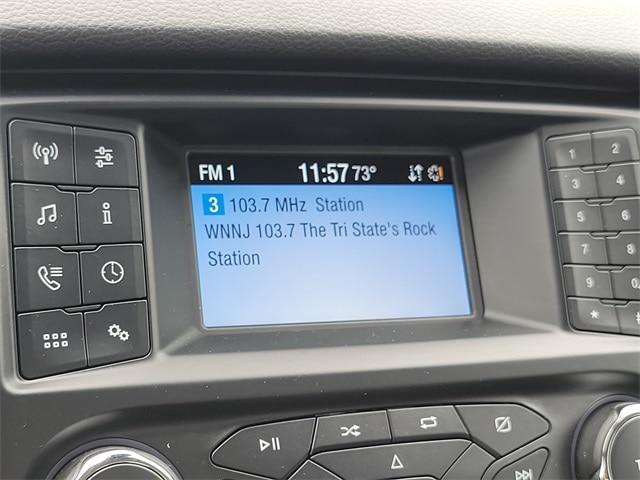 FM 1 11:57 73°
3 103.7 MHz Station
WNNJ 103.7 The Tri State's Rock
Station
1 2
3 4
5 6
7 8
9 0
*